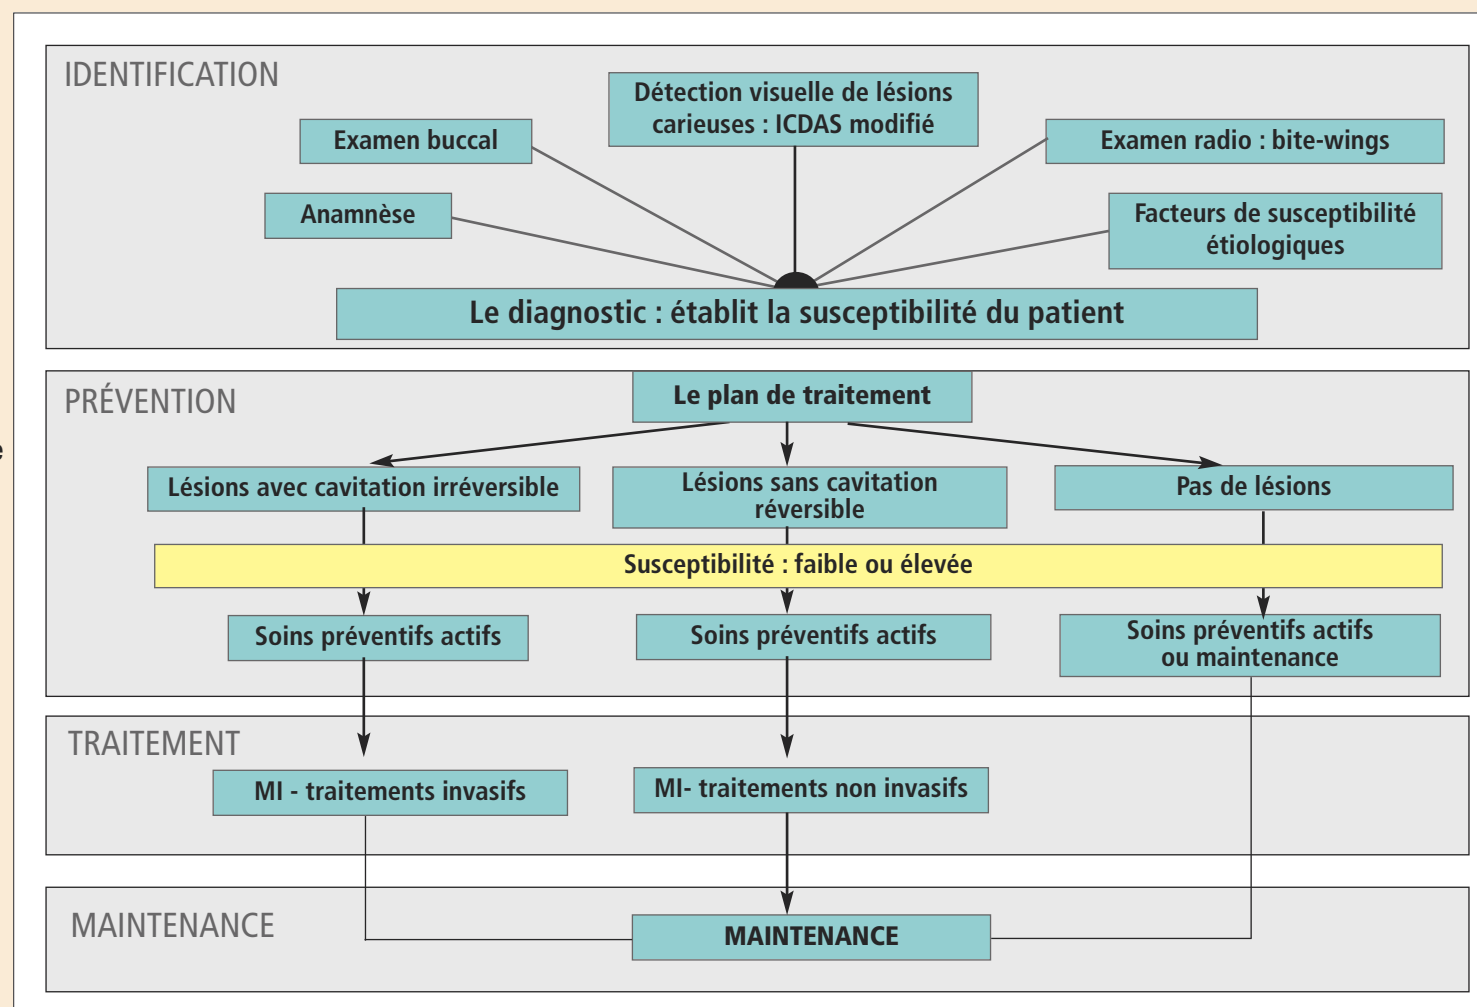 IDENTIFICATION
Détection visuelle de lésions
carieuses : ICDAS modifié
Examen buccal
Examen radio : bite-wings
Anamnèse
Facteurs de susceptibilité
étiologiques
Le diagnostic : établit la susceptibilité du patient
PRÉVENTION
Le plan de traitement
Lésions avec cavitation irréversible
Lésions sans cavitation
réversible
Pas de lésions
Susceptibilité : faible ou élevée
Soins préventifs actifs
Soins préventifs actifs
Soins préventifs actifs
ou maintenance
TRAITEMENT
MI - traitements invasifs
MI- traitements non invasifs
MAINTENANCE
MAINTENANCE